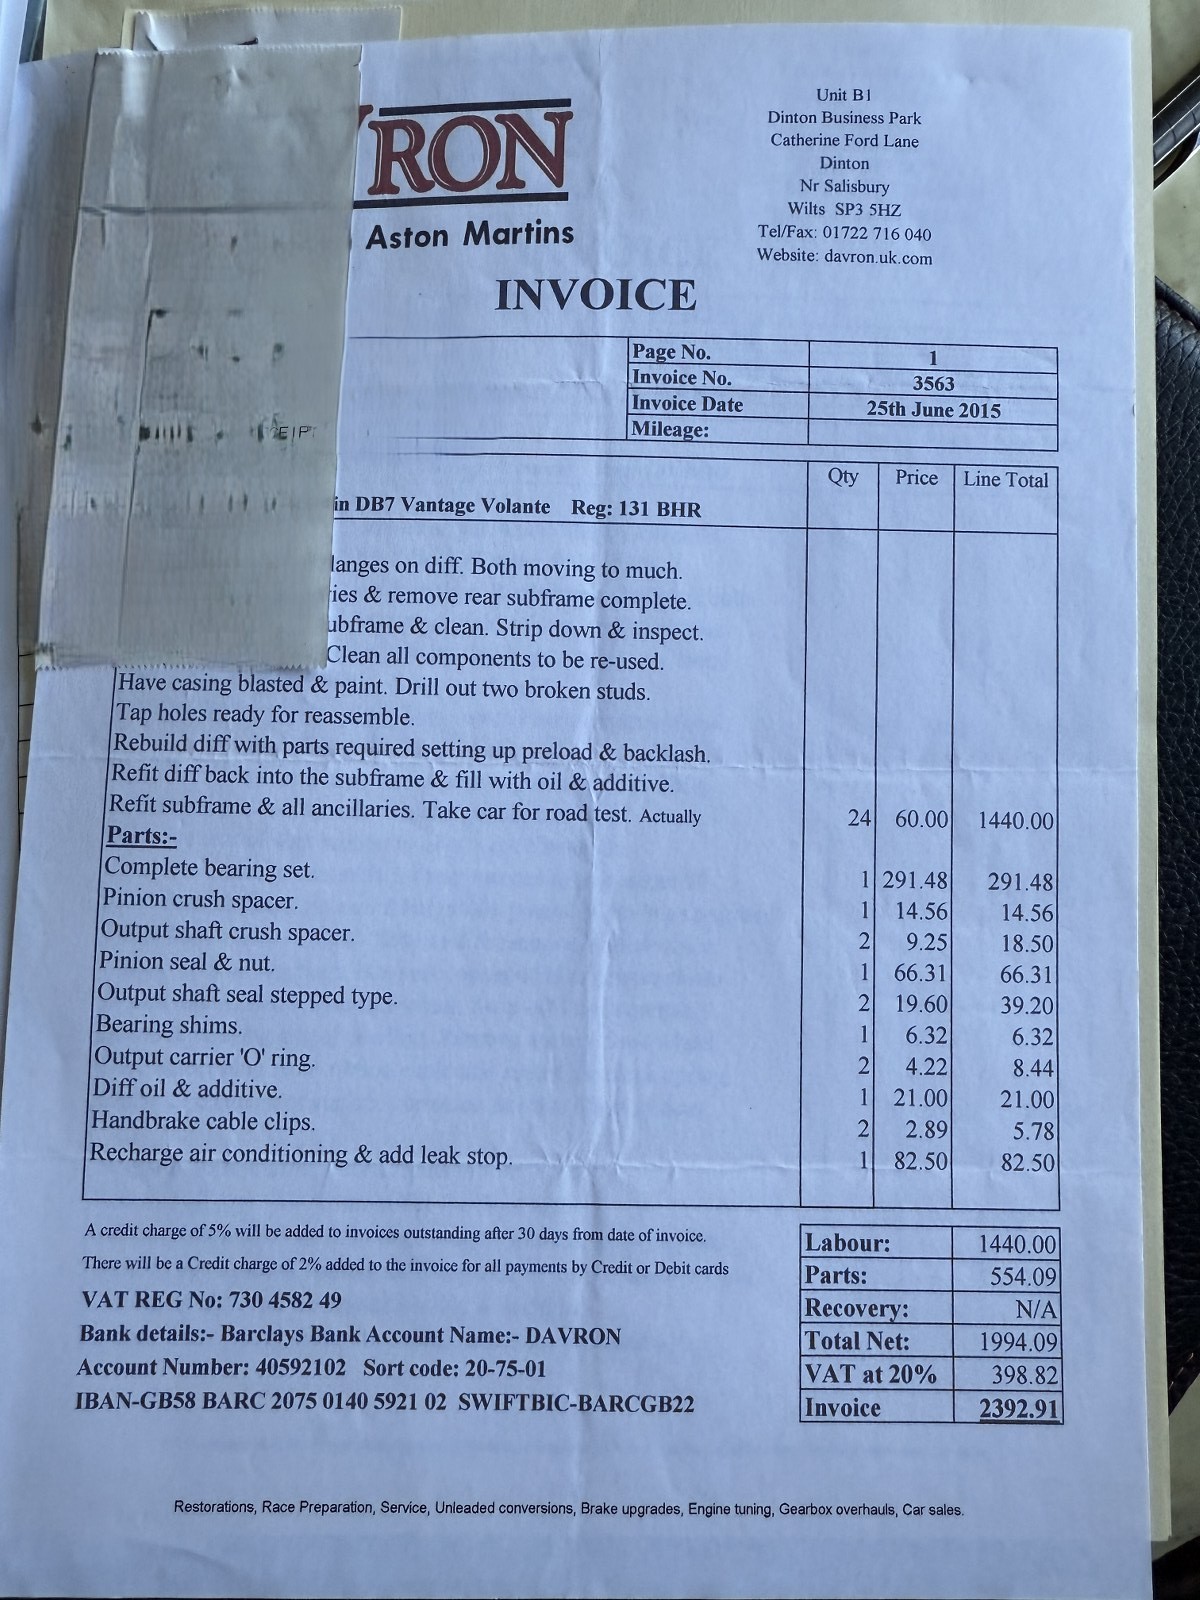 RON
Aston Martins
Unit B1
Dinton Business Park
Catherine Ford Lane
Dinton
Nr Salisbury
Wilts SP3 5HZ
Tel/Fax: 01722 716 040
Website: davron.uk.com
INVOICE
Page No. 1
Invoice No. 3563
Invoice Date 25th June 2015
Mileage:
Qty Price Line Total
in DB7 Vantage Volante Reg: 131 BHR
langes on diff. Both moving to much.
ies & remove rear subframe complete.
ubframe & clean. Strip down & inspect.
Clean all components to be re-used.
Have casing blasted & paint. Drill out two broken studs.
Tap holes ready for reassemble.
Rebuild diff with parts required setting up preload & backlash.
Refit diff back into the subframe & fill with oil & additive.
Refit subframe & all ancillaries. Take car for road test. Actually 24 60.00 1440.00
Parts:-
Complete bearing set. 1 291.48 291.48
Pinion crush spacer. 1 14.56 14.56
Output shaft crush spacer. 2 9.25 18.50
Pinion seal & nut. 1 66.31 66.31
Output shaft seal stepped type. 2 19.60 39.20
Bearing shims. 1 6.32 6.32
Output carrier 'O' ring. 2 4.22 8.44
Diff oil & additive. 1 21.00 21.00
Handbrake cable clips. 2 2.89 5.78
Recharge air conditioning & add leak stop. 1 82.50 82.50
A credit charge of 5% will be added to invoices outstanding after 30 days from date of invoice.
There will be a Credit charge of 2% added to the invoice for all payments by Credit or Debit cards
VAT REG No: 730 4582 49
Bank details:- Barclays Bank Account Name:- DAVRON
Account Number: 40592102 Sort code: 20-75-01
IBAN-GB58 BARC 2075 0140 5921 02 SWIFTBIC-BARCGB22
Labour: 1440.00
Parts: 554.09
Recovery: N/A
Total Net: 1994.09
VAT at 20% 398.82
Invoice 2392.91
Restorations, Race Preparation, Service, Unleaded conversions, Brake upgrades, Engine tuning, Gearbox overhauls, Car sales.